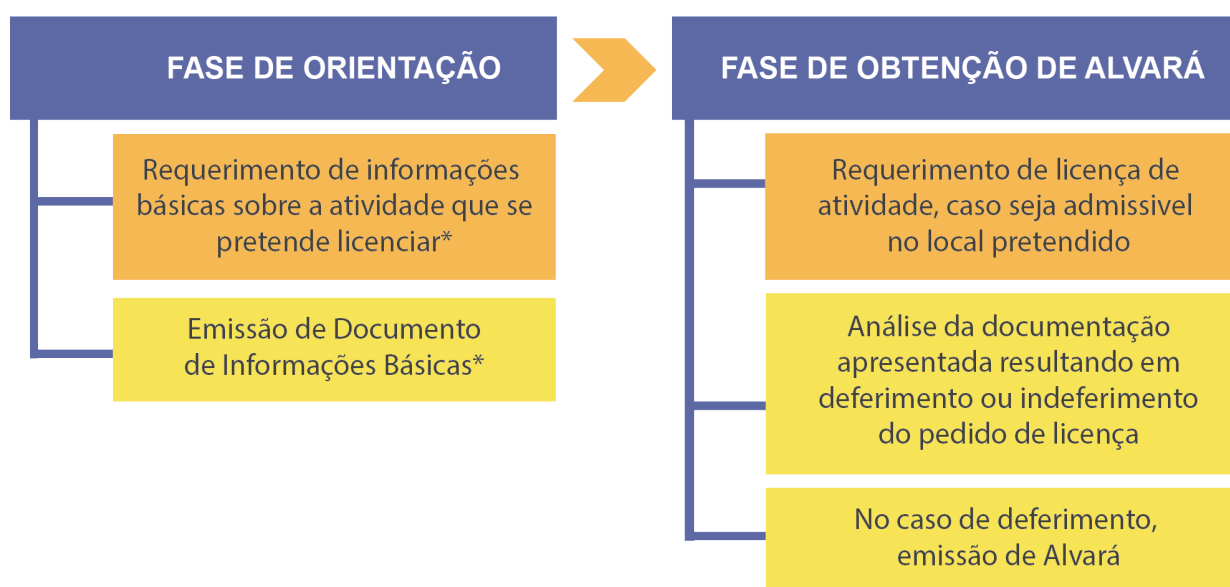 FASE DE ORIENTAÇÃO
Requerimento de informações
básicas sobre a atividade que se
pretende licenciar*
Emissão de Documento
de Informações Básicas*
FASE DE OBTENÇÃO DE ALVARÁ
Requerimento de licença de
atividade, caso seja admissivel
no local pretendido
Análise da documentação
apresentada resultando em
deferimento ou indeferimento
do pedido de licença
No caso de deferimento,
emissão de Alvará